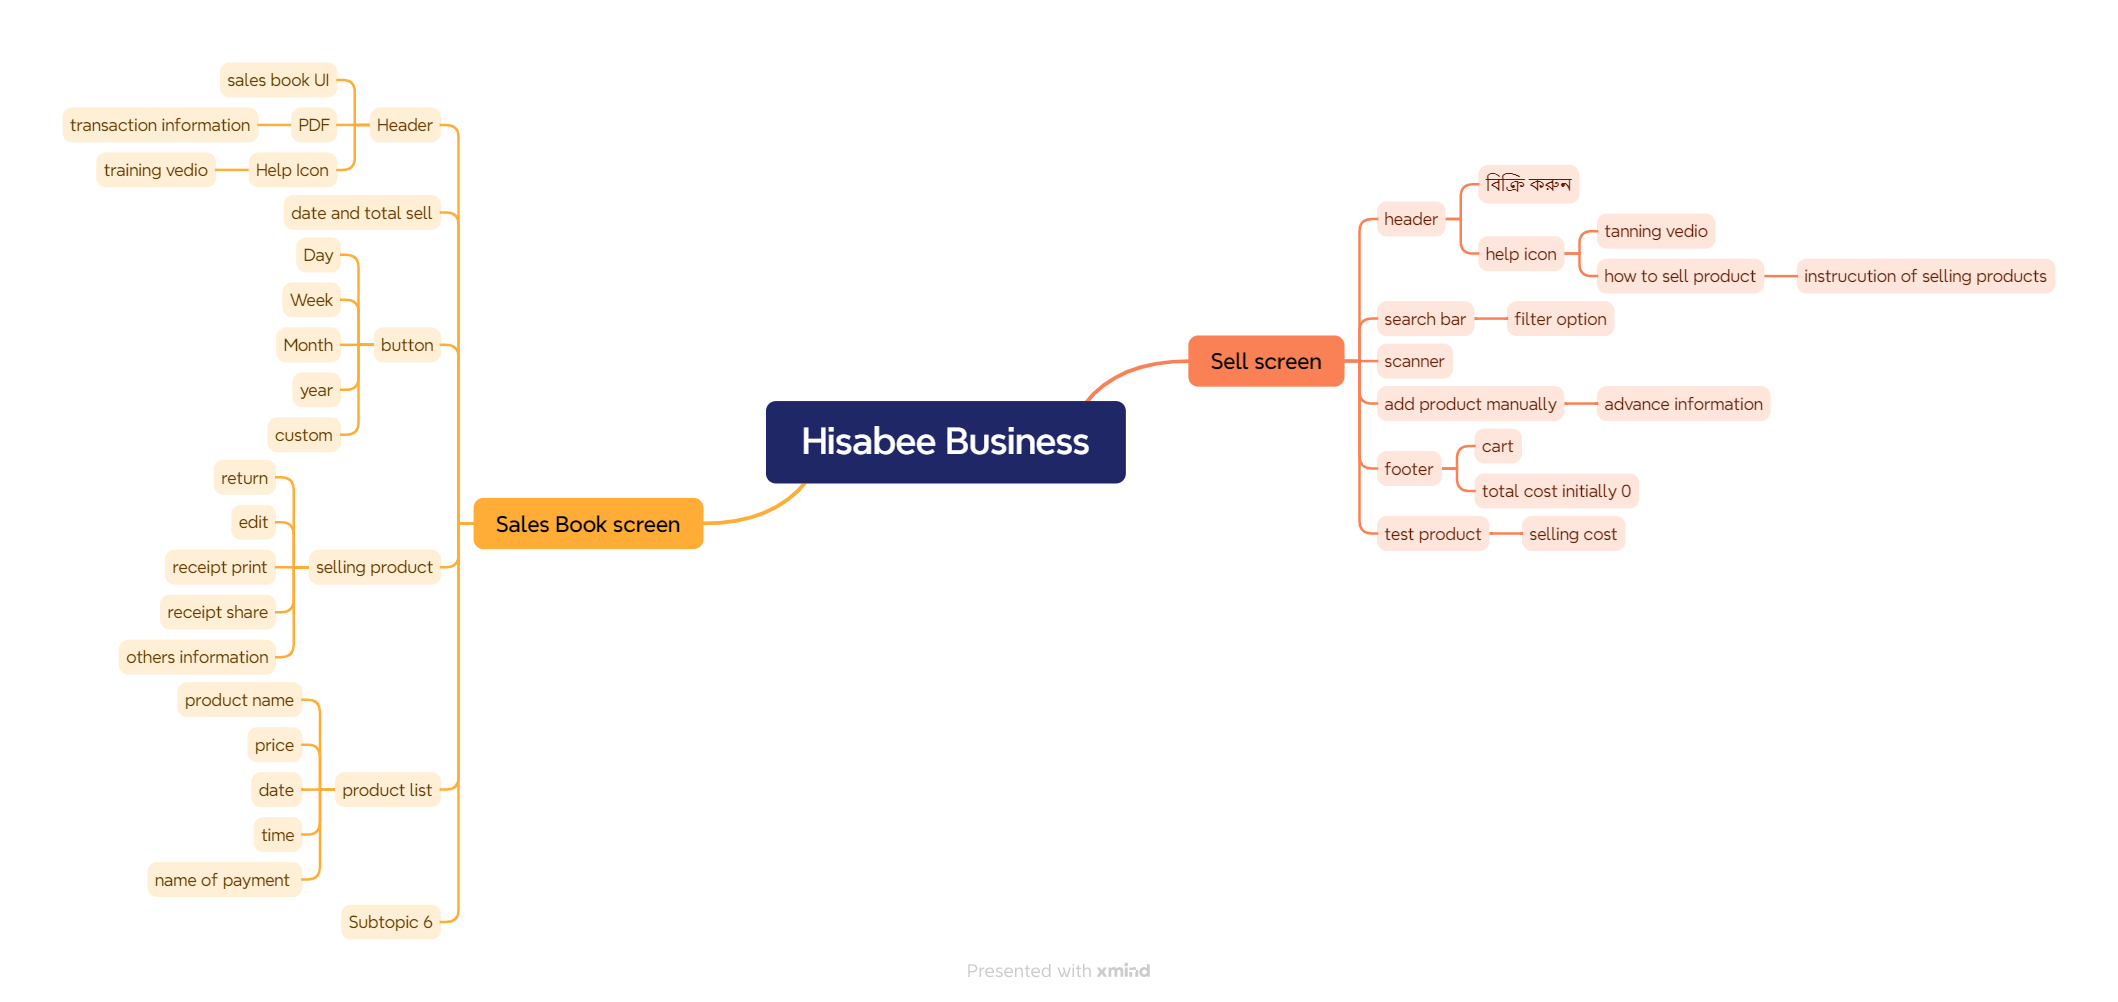 Hisabee Business
Sell screen
header
বিক্রি করুন
help icon
tanning vedio
how to sell product
instrucution of selling products
search bar
filter option
scanner
add product manually
advance information
footer
cart
total cost initially 0
test product
selling cost
Sales Book screen
Header
sales book UI
PDF
transaction information
Help Icon
training vedio
date and total sell
button
Day
Week
Month
year
custom
selling product
return
edit
receipt print
receipt share
others information
product list
product name
price
date
time
name of payment
Subtopic 6
Presented with xmind